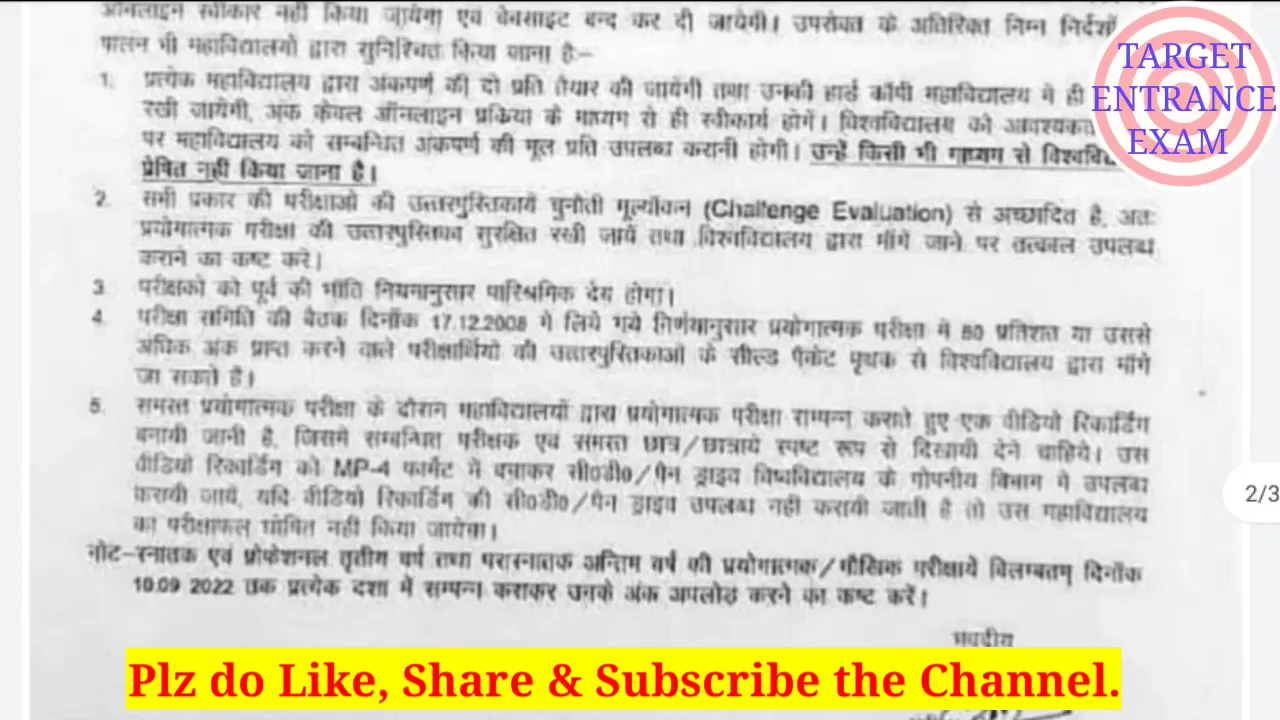 ऑनलाइन स्वीकार नहीं किया जायेगा एवं वेबसाइट बन्द कर दी जायेगी। उपरोक्त के अतिरिक्त निम्न निर्देशों
पालन भी महाविद्यालयों द्वारा सुनिश्चित किया जाना है:–
1. प्रत्येक महाविद्यालय द्वारा अंकपर्ण की दो प्रति तैयार की जायेंगी तथा उनकी हार्ड कॉपी महाविद्यालय में ही
रखी जायेगी, अंक केवल ऑनलाइन प्रक्रिया के माध्यम से ही स्वीकार्य होगें। विश्वविद्यालय को
पर महाविद्यालय को सम्बन्धित अंकपर्ण की मूल प्रति उपलब्ध करानी होगी। उन्हें किसी भी माध्यम से
प्रेषित नहीं किया जाना है।
2. सभी प्रकार की परीक्षाओं की उत्तरपुस्तिकायें चुनौती मूल्यॉकन (Challenge Evaluation) से अच्छादित है, अतः
प्रयोगात्मक परीक्षा की उत्तरपुस्तिका सुरक्षित रखी जायें तथा विश्वविद्यालय द्वारा मॉगे जाने पर तत्काल उपलब्ध
कराने का कष्ट करे।
3. परीक्षकों को पूर्व की भॉति नियमानुसार पारिश्रमिक देय होगा।
4. परीक्षा समिति की बैठक दिनॉक 17.12.2008 में लिये गये निर्णयानुसार प्रयोगात्मक परीक्षा में 80 प्रतिशत या उससे
अधिक अंक प्राप्त करने वाले परीक्षार्थियों की उत्तरपुस्तिकाओं के सील्ड पैकेट पृथक से विश्वविद्यालय द्वारा मॉगे
जा सकते है।
5. समस्त प्रयोगात्मक परीक्षा के दौरान महाविद्यालयों द्वारा प्रयोगात्मक परीक्षा सम्पन्न कराते हुए एक वीडियो रिकार्डिंग
बनायी जानी है, जिसमें सम्बन्धित परीक्षक एवं समस्त छात्र/छात्रायें स्पष्ट रूप से दिखायी देने चाहिये। उस
वीडियो रिकार्डिंग को MP-4 फार्मेट में बनाकर सी०डी०/पैन ड्राइव विश्वविद्यालय के गोपनीय विभाग में उपलब्ध
करायी जायें, यदि वीडियो रिकार्डिंग की सी०डी०/पैन ड्राइव उपलब्ध नहीं करायी जाती है तो उस महाविद्यालय
का परीक्षाफल घोषित नहीं किया जायेगा।
नोट–स्नातक एवं प्रोफेशनल तृतीय वर्ष तथा परास्नातक अन्तिम वर्ष की प्रयोगात्मक/मौखिक परीक्षायें विलम्बतम् दिनॉक
10.09 2022 तक प्रत्येक दशा में सम्पन्न कराकर उनके अंक अपलोड करने का कष्ट करें।
भवदीय
TARGET
ENTRANCE
EXAM
2/3
Plz do Like, Share & Subscribe the Channel.